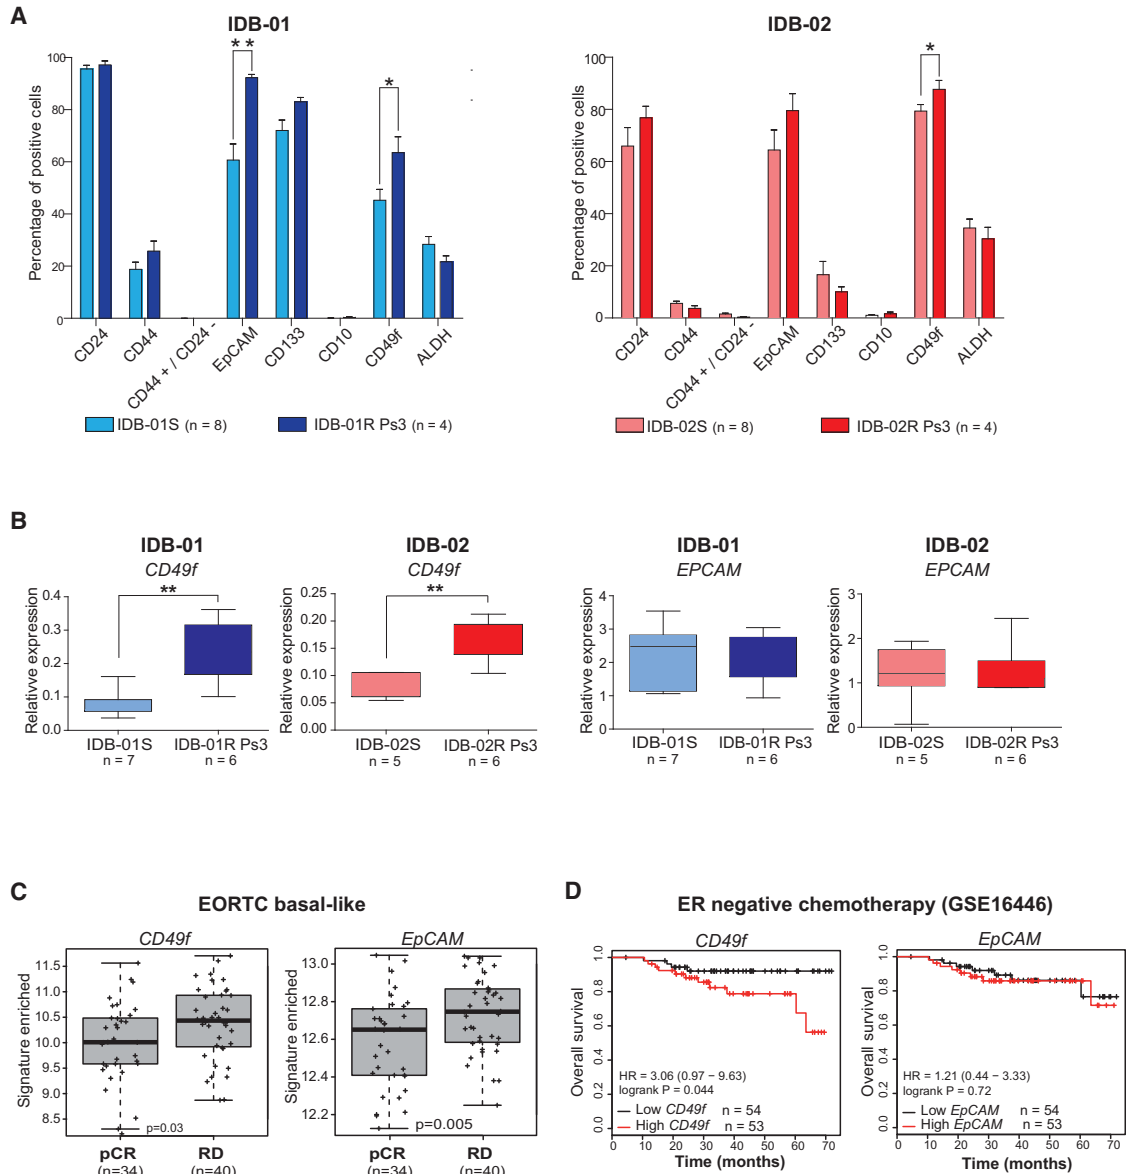 A
IDB-01
IDB-02
Percentage of positive cells
100
80
60
40
20
0
* *
*
CD24
CD44
CD44 + / CD24 -
EpCAM
CD133
CD10
CD49f
ALDH
IDB-01S (n = 8)
IDB-01R Ps3 (n = 4)
Percentage of positive cells
100
80
60
40
20
0
*
CD24
CD44
CD44 + / CD24 -
EpCAM
CD133
CD10
CD49f
ALDH
IDB-02S (n = 8)
IDB-02R Ps3 (n = 4)
B
IDB-01
CD49f
Relativve expression
0.4
0.3
0.2
0.1
0.0
**
IDB-01S
n = 7
IDB-01R Ps3
n = 6
IDB-02
CD49f
Relative expression
0.25
0.20
0.15
0.10
0.05
0.00
**
IDB-02S
n = 5
IDB-02R Ps3
n = 6
IDB-01
EPCAM
Relative expression
4
3
2
1
0
IDB-01S
n = 7
IDB-01R Ps3
n = 6
IDB-02
EPCAM
Relative expression
3
2
1
0
IDB-02S
n = 5
IDB-02R Ps3
n = 6
C
EORTC basal-like
CD49f
Signature enriched
11.5
11.0
10.5
10.0
9.5
9.0
8.5
p=0.03
pCR
(n=34)
RD
(n=40)
EpCAM
Signature enriched
13.0
12.8
12.6
12.4
12.2
p=0.005
pCR
(n=34)
RD
(n=40)
D
ER negative chemotherapy (GSE16446)
CD49f
Overall survival
1.0
0.8
0.6
0.4
0.2
0.0
HR = 3.06 (0.97 − 9.63)
logrank P = 0.044
Low CD49f n = 54
High CD49f n = 53
0 10 20 30 40 50 60 70
Time (months)
EpCAM
Overall survival
1.0
0.8
0.6
0.4
0.2
0.0
HR = 1.21 (0.44 − 3.33)
logrank P = 0.72
Low EpCAM n = 54
High EpCAM n = 53
0 10 20 30 40 50 60 70
Time (months)